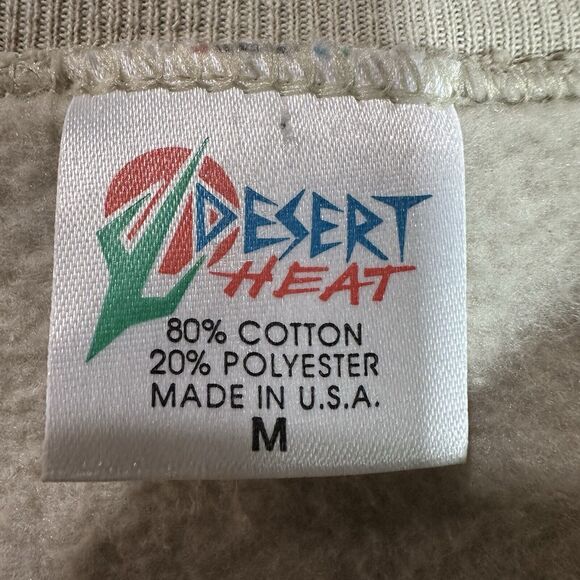 DESERT
HEAT
80% COTTON
20% POLYESTER
MADE IN U.S.A.
M